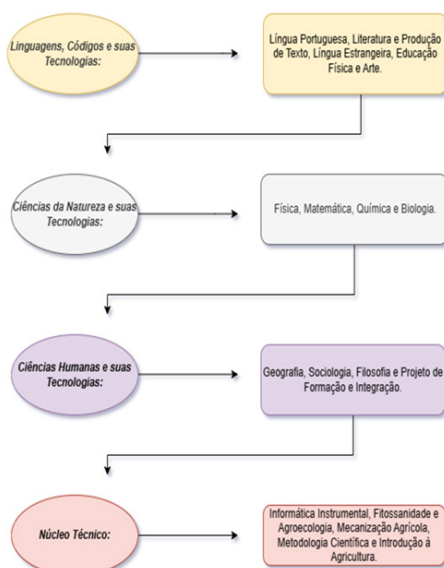 Linguagens, Códigos e suas
Tecnologias:
Língua Portuguesa, Literatura e Produção
de Texto, Língua Estrangeira, Educação
Física e Arte.
Ciências da Natureza e suas
Tecnologias:
Física, Matemática, Química e Biologia.
Ciências Humanas e suas
Tecnologias:
Geografia, Sociologia, Filosofia e Projeto de
Formação e Integração.
Núcleo Técnico:
Informática Instrumental, Fitossanidade e
Agroecologia, Mecanização Agrícola,
Metodologia Científica e Introdução à
Agricultura.